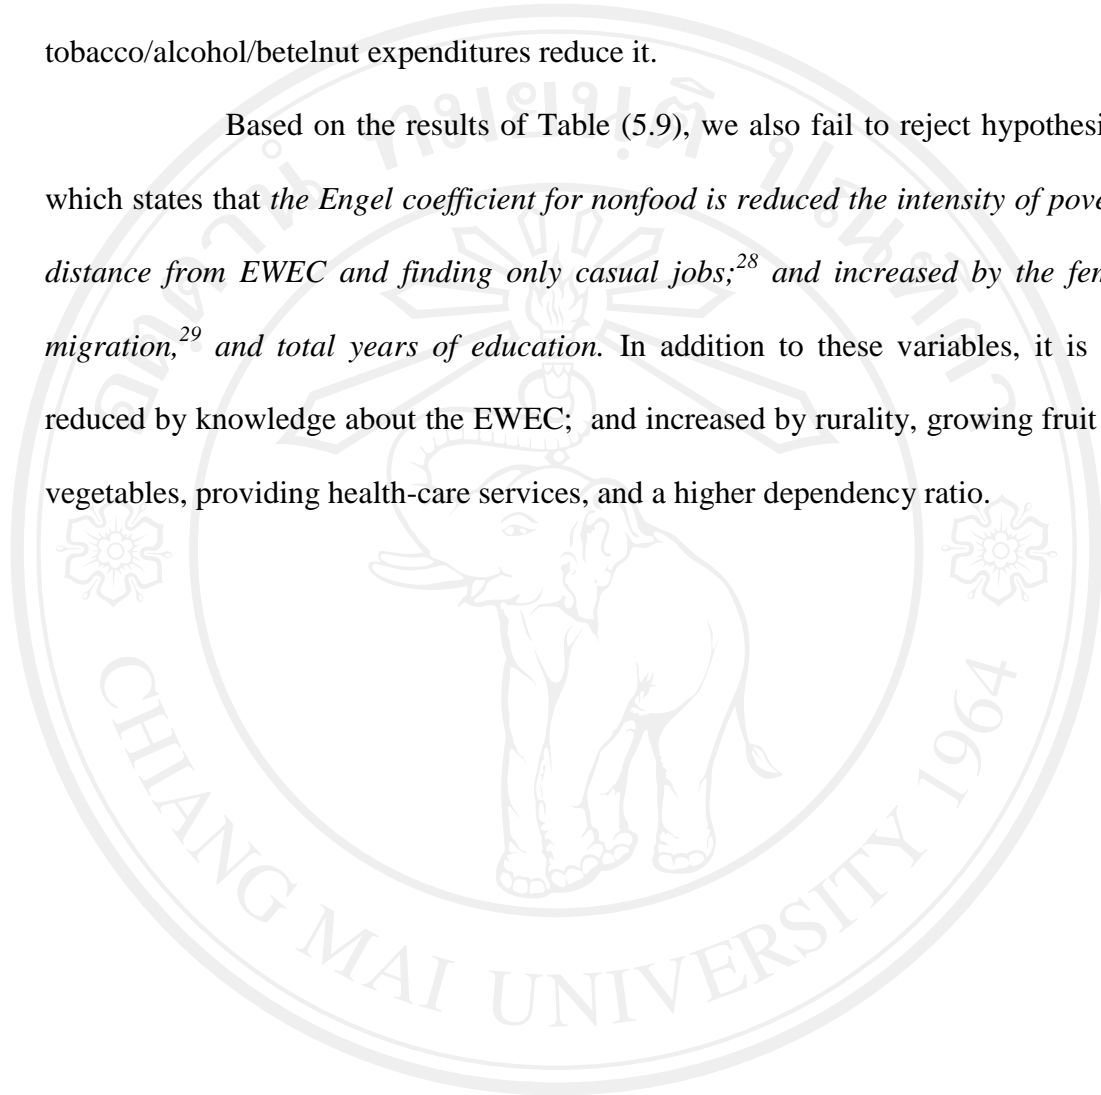 tobacco/alcohol/betelnut expenditures reduce it.
Based on the results of Table (5.9), we also fail to reject
which states that the Engel coefficient for nonfood is reduced the intensity of
distance from EWEC and finding only casual jobs;28 and increased by the
migration,29 and total years of education. In addition to these variables, it is
reduced by knowledge about the EWEC; and increased by rurality, growing fruit
vegetables, providing health-care services, and a higher dependency ratio.
CHIANG MAI UNIVERSITY 1964